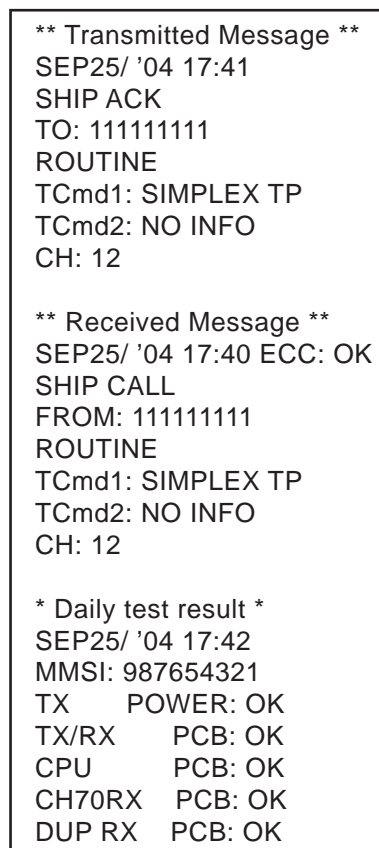 ** Transmitted Message **
SEP25/ '04 17:41
SHIP ACK
TO: 111111111
ROUTINE
TCmd1: SIMPLEX TP
TCmd2: NO INFO
CH: 12
** Received Message **
SEP25/ '04 17:40 ECC: OK
SHIP CALL
FROM: 111111111
ROUTINE
TCmd1: SIMPLEX TP
TCmd2: NO INFO
CH: 12
* Daily test result *
SEP25/ '04 17:42
MMSI: 987654321
TX POWER: OK
TX/RX PCB: OK
CPU PCB: OK
CH70RX PCB: OK
DUP RX PCB: OK